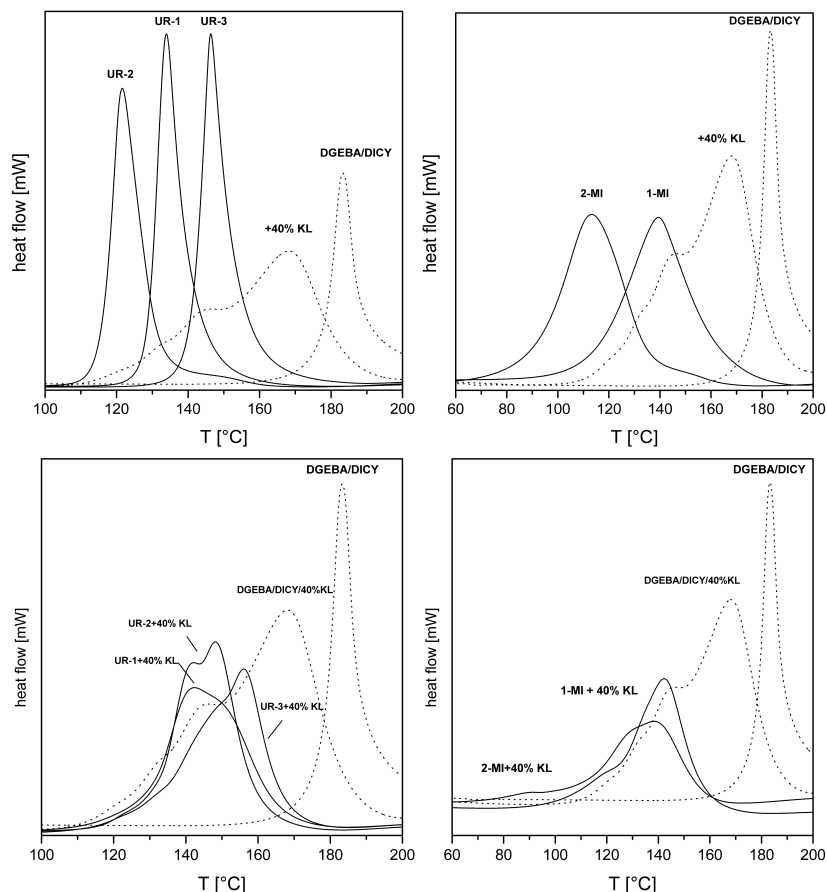 UR-1
UR-3
UR-2
DGEBA/DICY
+40% KL
heat flow [mW]
100 120 140 160 180 200
T [°C]
DGEBA/DICY
+40% KL
2-MI
1-MI
heat flow [mW]
60 80 100 120 140 160 180 200
T [°C]
DGEBA/DICY
DGEBA/DICY/40%KL
UR-2+40% KL
UR-1+40% KL
UR-3+40% KL
heat flow [mW]
100 120 140 160 180 200
T [°C]
DGEBA/DICY
DGEBA/DICY/40%KL
1-MI + 40% KL
2-MI+40% KL
heat flow [mW]
60 80 100 120 140 160 180 200
T [°C]